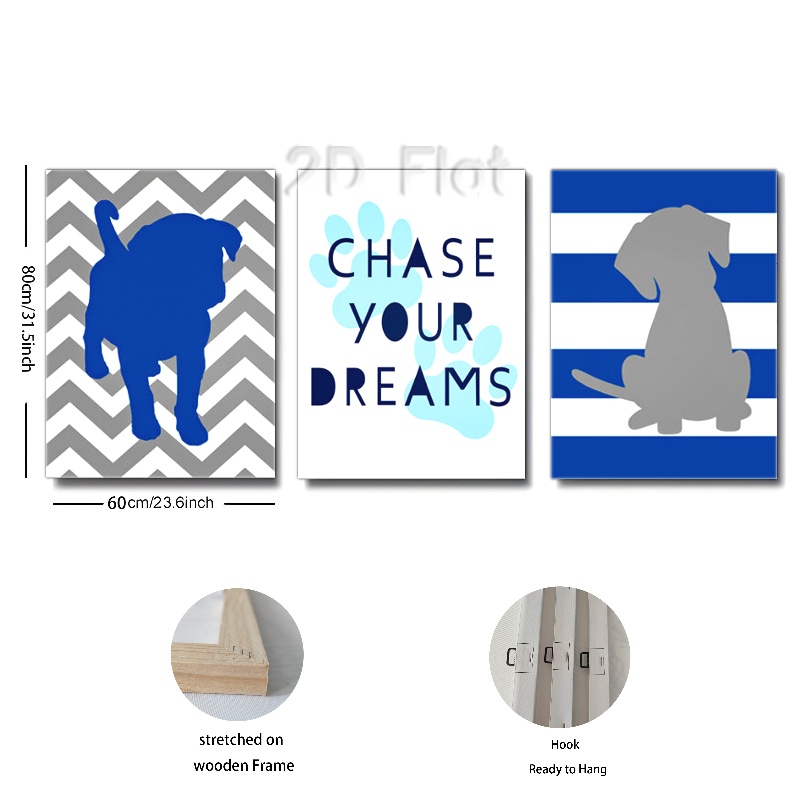 2D Flat
CHASE
YOUR
DREAMS
80cm/31.5inch
60cm/23.6inch
stretched on
wooden Frame
Hook
Ready to Hang